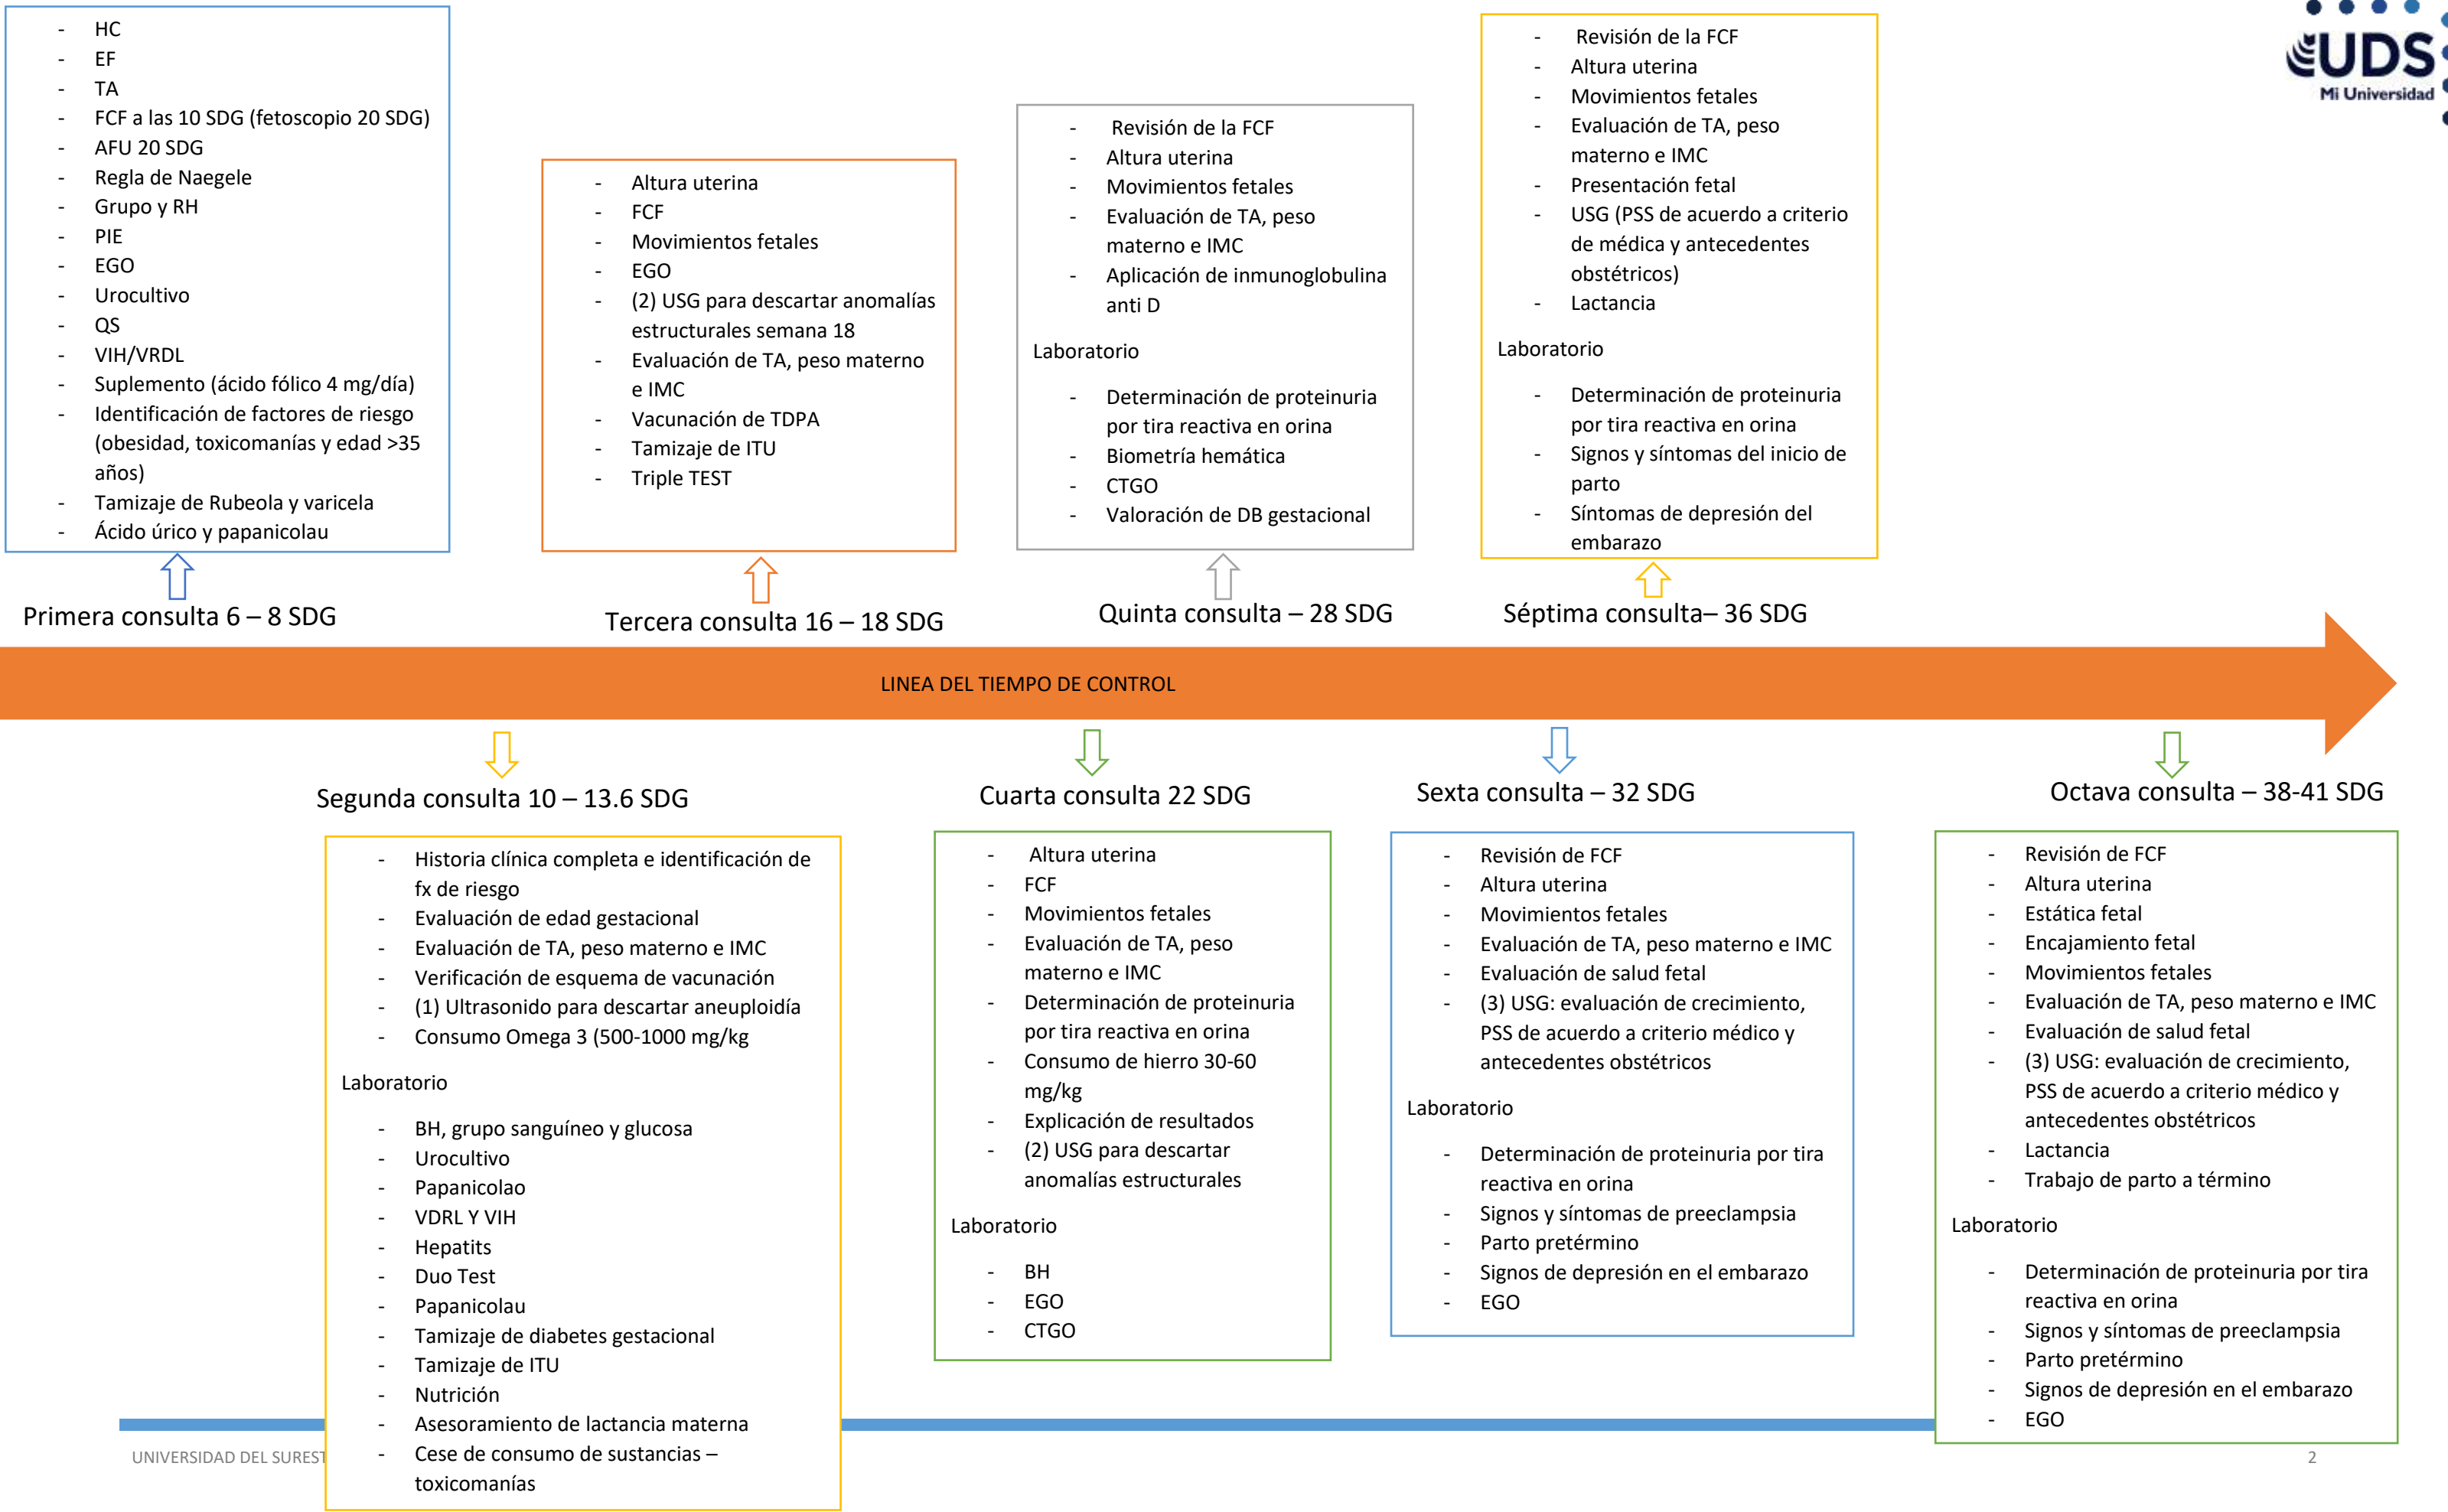 - HC
- EF
- TA
- FCF a las 10 SDG (fetoscopio 20 SDG)
- AFU 20 SDG
- Regla de Naegele
- Grupo y RH
- PIE
- EGO
- Urocultivo
- QS
- VIH/VRDL
- Suplemento (ácido fólico 4 mg/día)
- Identificación de factores de riesgo
(obesidad, toxicomanías y edad >35
años)
- Tamizaje de Rubeola y varicela
- Ácido úrico y papanicolau
Primera consulta 6 – 8 SDG
- Altura uterina
- FCF
- Movimientos fetales
- EGO
- (2) USG para descartar anomalías
estructurales semana 18
- Evaluación de TA, peso materno
e IMC
- Vacunación de TDPA
- Tamizaje de ITU
- Triple TEST
Tercera consulta 16 – 18 SDG
- Revisión de la FCF
- Altura uterina
- Movimientos fetales
- Evaluación de TA, peso
materno e IMC
- Aplicación de inmunoglobulina
anti D
Laboratorio
- Determinación de proteinuria
por tira reactiva en orina
- Biometría hemática
- CTGO
- Valoración de DB gestacional
Quinta consulta – 28 SDG
- Revisión de la FCF
- Altura uterina
- Movimientos fetales
- Evaluación de TA, peso
materno e IMC
- Presentación fetal
- USG (PSS de acuerdo a criterio
de médica y antecedentes
obstétricos)
- Lactancia
Laboratorio
- Determinación de proteinuria
por tira reactiva en orina
- Signos y síntomas del inicio de
parto
- Síntomas de depresión del
embarazo
Séptima consulta– 36 SDG
UDS
Mi Universidad
LINEA DEL TIEMPO DE CONTROL
Segunda consulta 10 – 13.6 SDG
- Historia clínica completa e identificación de
fx de riesgo
- Evaluación de edad gestacional
- Evaluación de TA, peso materno e IMC
- Verificación de esquema de vacunación
- (1) Ultrasonido para descartar aneuploidía
- Consumo Omega 3 (500-1000 mg/kg
Laboratorio
- BH, grupo sanguíneo y glucosa
- Urocultivo
- Papanicolao
- VDRL Y VIH
- Hepatits
- Duo Test
- Papanicolau
- Tamizaje de diabetes gestacional
- Tamizaje de ITU
- Nutrición
- Asesoramiento de lactancia materna
- Cese de consumo de sustancias –
toxicomanías
Cuarta consulta 22 SDG
- Altura uterina
- FCF
- Movimientos fetales
- Evaluación de TA, peso
materno e IMC
- Determinación de proteinuria
por tira reactiva en orina
- Consumo de hierro 30-60
mg/kg
- Explicación de resultados
- (2) USG para descartar
anomalías estructurales
Laboratorio
- BH
- EGO
- CTGO
Sexta consulta – 32 SDG
- Revisión de FCF
- Altura uterina
- Movimientos fetales
- Evaluación de TA, peso materno e IMC
- Evaluación de salud fetal
- (3) USG: evaluación de crecimiento,
PSS de acuerdo a criterio médico y
antecedentes obstétricos
Laboratorio
- Determinación de proteinuria por tira
reactiva en orina
- Signos y síntomas de preeclampsia
- Parto pretérmino
- Signos de depresión en el embarazo
- EGO
Octava consulta – 38-41 SDG
- Revisión de FCF
- Altura uterina
- Estática fetal
- Encajamiento fetal
- Movimientos fetales
- Evaluación de TA, peso materno e IMC
- Evaluación de salud fetal
- (3) USG: evaluación de crecimiento,
PSS de acuerdo a criterio médico y
antecedentes obstétricos
- Lactancia
- Trabajo de parto a término
Laboratorio
- Determinación de proteinuria por tira
reactiva en orina
- Signos y síntomas de preeclampsia
- Parto pretérmino
- Signos de depresión en el embarazo
- EGO
UNIVERSIDAD DEL SUREST
2